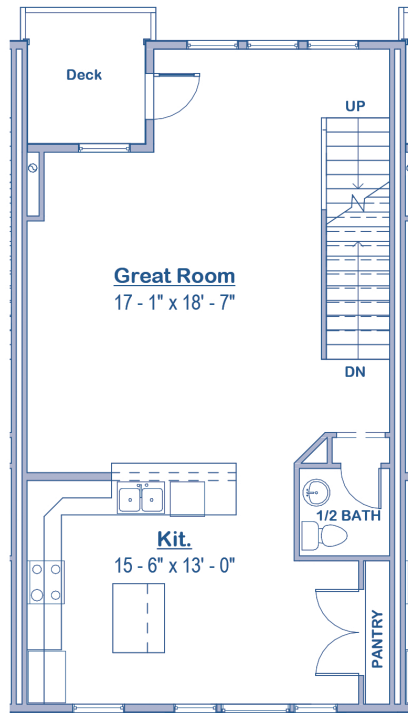 Deck
UP
Great Room
17 - 1" x 18' - 7"
DN
1/2 BATH
Kit.
15 - 6" x 13' - 0"
PANTRY